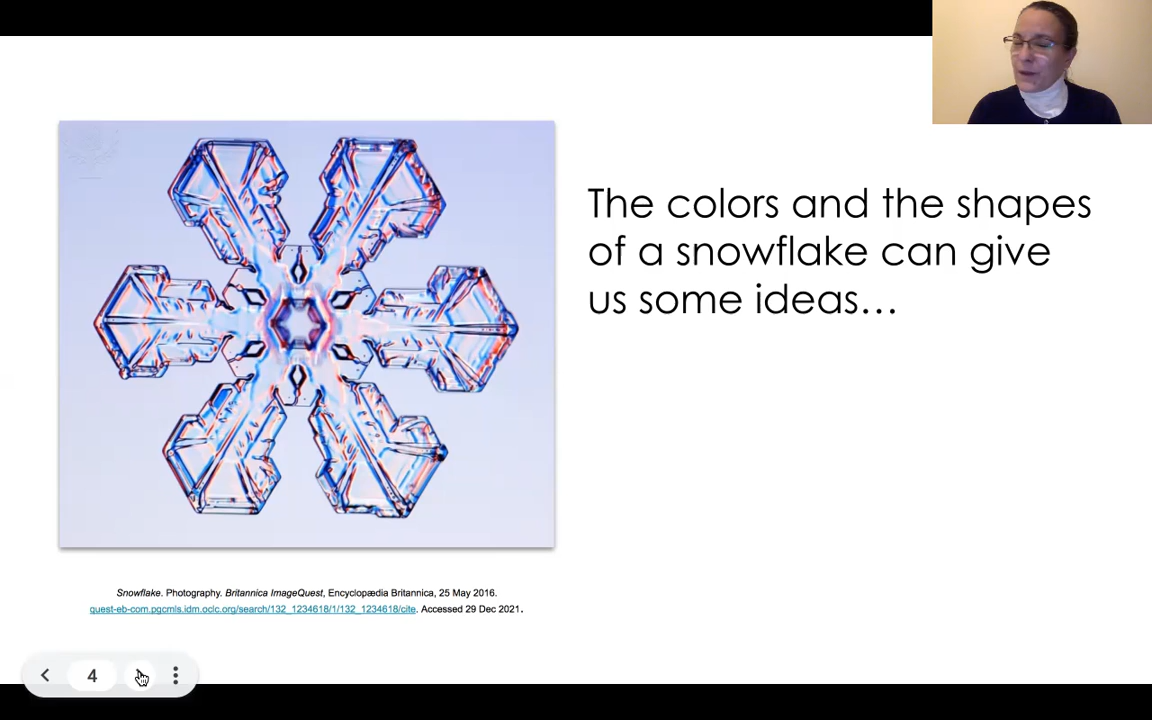 The colors and the shapes
of a snowflake can give
us some ideas…
Snowflake. Photography. Britannica ImageQuest, Encyclopædia Britannica, 25 May 2016.
quest-eb-com.pgcmls.idm.oclc.org/search/132_1234618/1/132_1234618/cite. Accessed 29 Dec 2021.
4